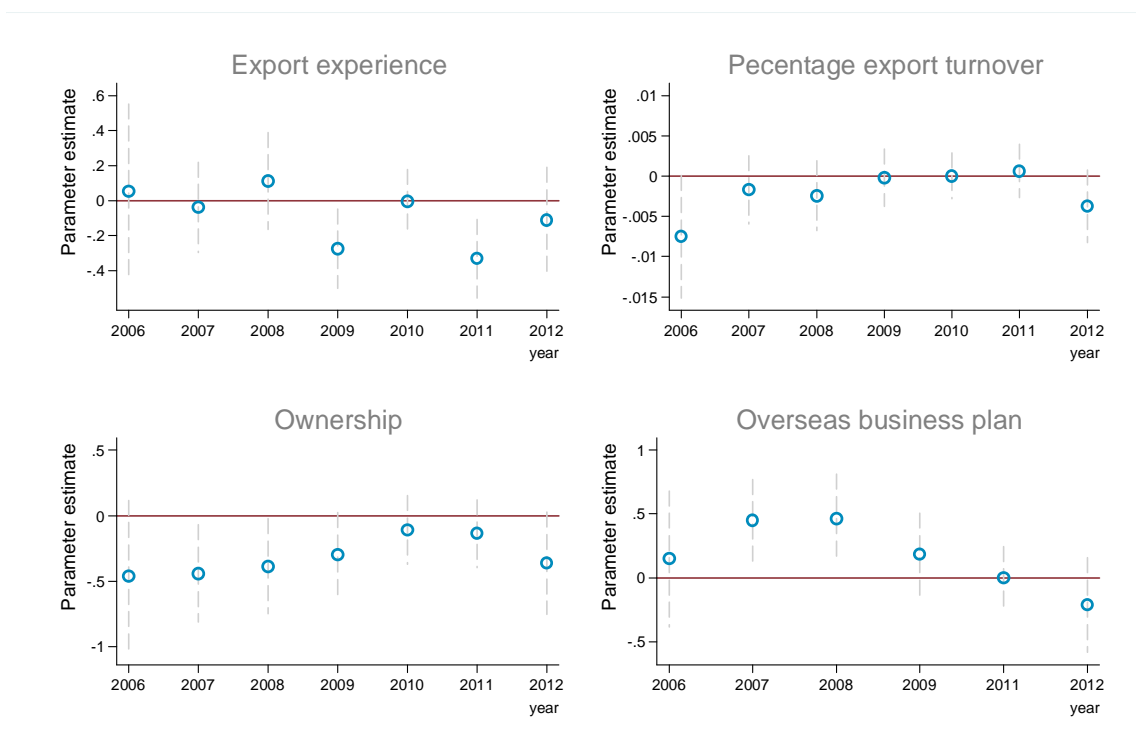 Export experience
Parameter estimate
.6
.4
.2
0
-.2
-.4
2006 2007 2008 2009 2010 2011 2012
year
Pecentage export turnover
Parameter estimate
.01
.005
0
-.005
-.01
-.015
2006 2007 2008 2009 2010 2011 2012
year
Ownership
Parameter estimate
.5
0
-.5
-1
2006 2007 2008 2009 2010 2011 2012
year
Overseas business plan
Parameter estimate
1
.5
0
-.5
2006 2007 2008 2009 2011 2012
year